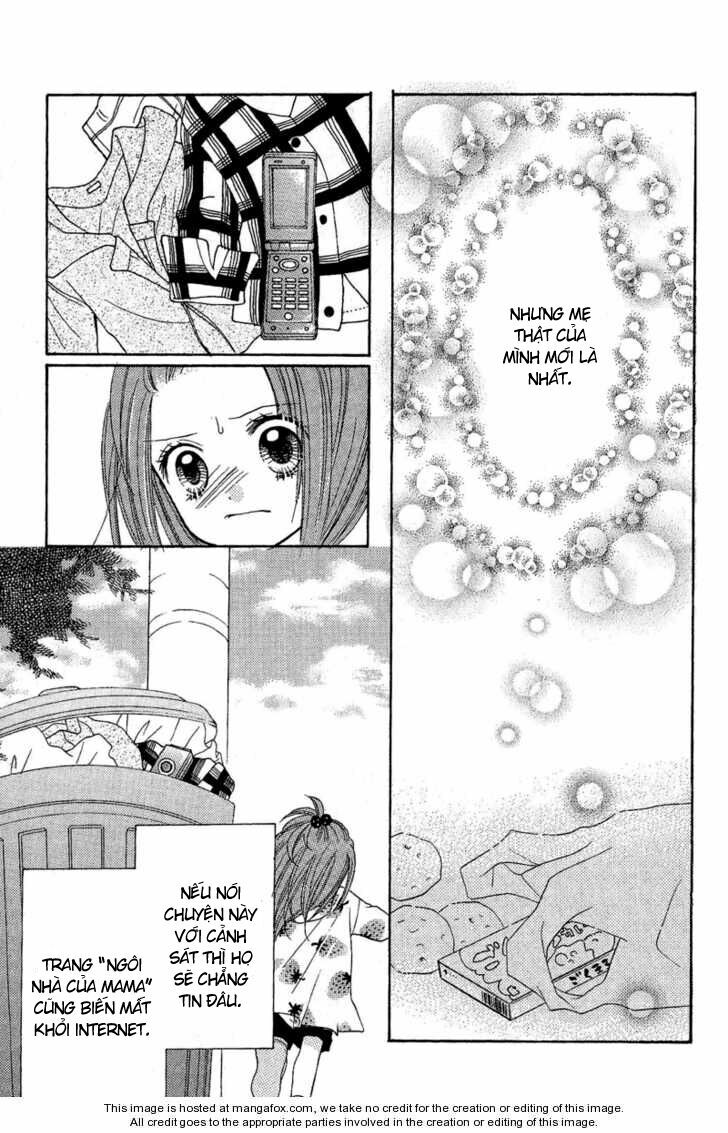 NHƯNG MẸ
THẬT CỦA
MÌNH MỚI LÀ
NHẤT.
NẾU NÓI
CHUYỆN NÀY
VỚI CẢNH
SÁT THÌ HỌ
SẼ CHẲNG
TIN ĐÂU.
TRANG "NGÔI
NHÀ CỦA MAMA"
CŨNG BIẾN MẤT
KHỎI INTERNET.
This image is hosted at mangafox.com, we take no credit for the creation or editing of this image.
All credit goes to the appropriate parties involved in the creation or editing of this image.